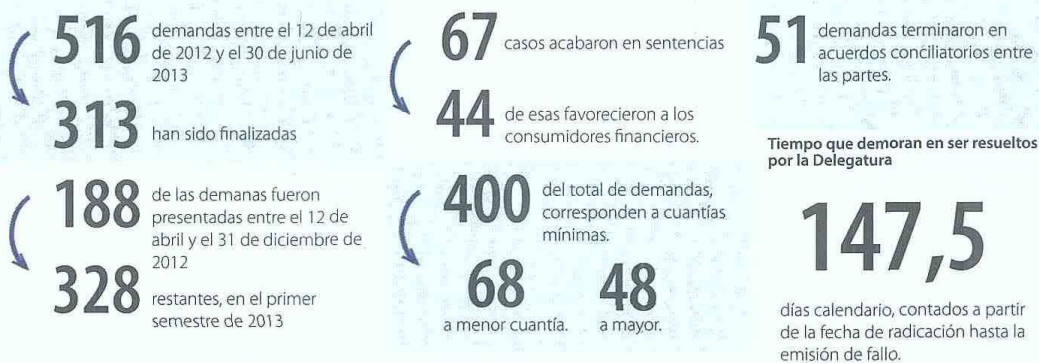 516 demandas entre el 12 de abril
de 2012 y el 30 de junio de
2013
313 han sido finalizadas
188 de las demanas fueron
presentadas entre el 12 de
abril y el 31 de diciembre de
2012
328 restantes, en el primer
semestre de 2013
67 casos acabaron en sentencias
44 de esas favorecieron a los
consumidores financieros.
400 del total de demandas,
corresponden a cuantías
mínimas.
68
a menor cuantía.
48
a mayor.
51 demandas terminaron en
acuerdos conciliatorios entre
las partes.
Tiempo que demoran en ser resueltos
por la Delegatura
147,5
días calendario, contados a partir
de la fecha de radicación hasta la
emisión de fallo.